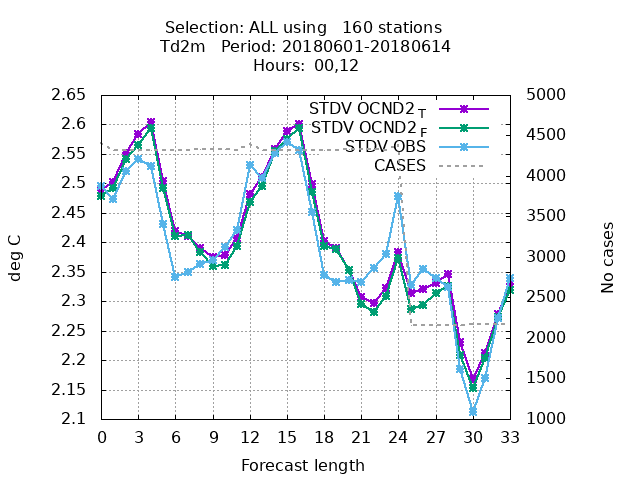 Selection: ALL using   160 stations
Td2m   Period: 20180601-20180614
Hours:  00,12
STDV OCND2 T
STDV OCND2 F
STDV OBS
CASES
2.65
2.6
2.55
2.5
2.45
2.4
2.35
2.3
2.25
2.2
2.15
2.1
deg C
5000
4500
4000
3500
3000
2500
2000
1500
1000
No cases
0 3 6 9 12 15 18 21 24 27 30 33
Forecast length